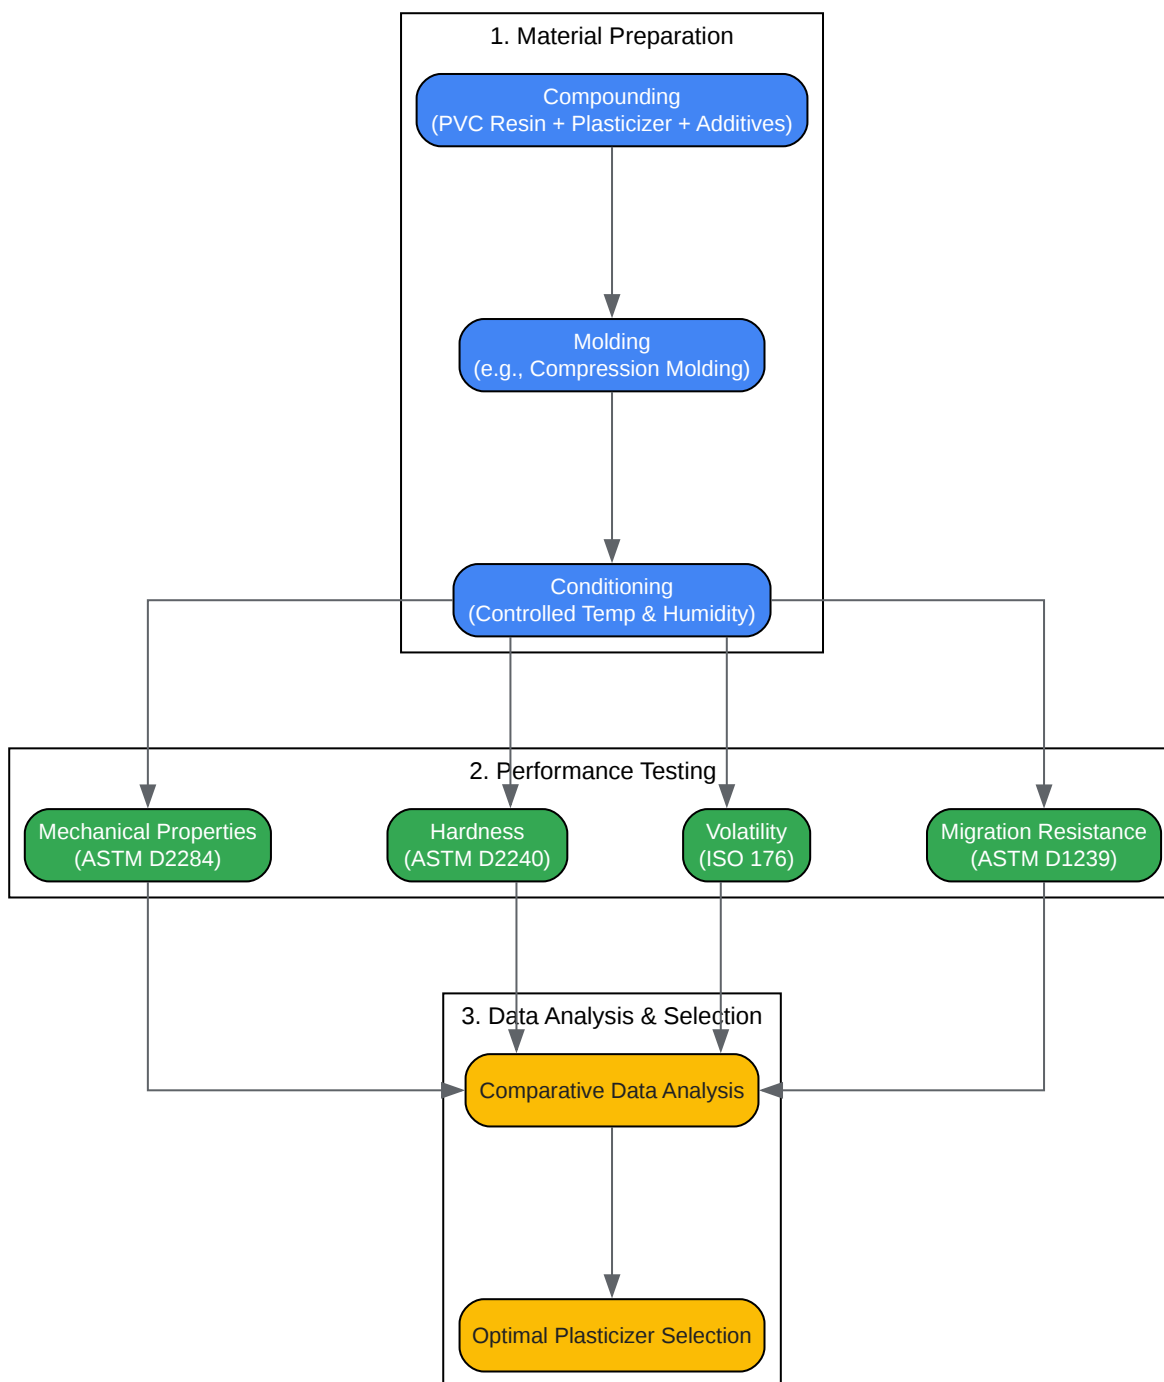 1. Material Preparation
Compounding
(PVC Resin + Plasticizer + Additives)
Molding
(e.g., Compression Molding)
Conditioning
(Controlled Temp & Humidity)
2. Performance Testing
Mechanical Properties
(ASTM D2284)
Hardness
(ASTM D2240)
Volatility
(ISO 176)
Migration Resistance
(ASTM D1239)
3. Data Analysis & Selection
Comparative Data Analysis
Optimal Plasticizer Selection